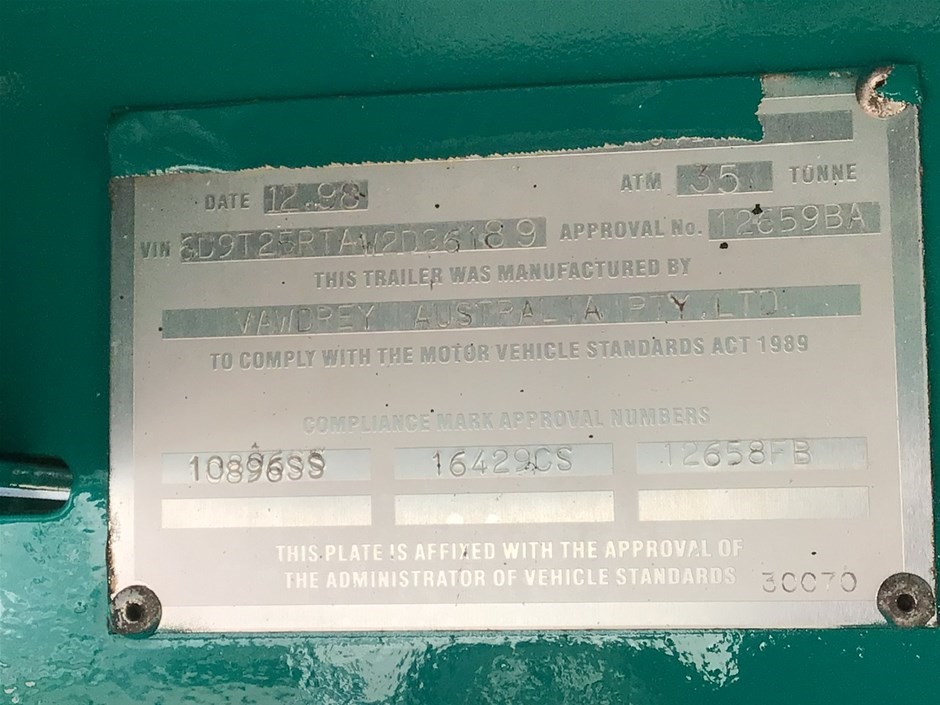 DATE 12.98 ATM 35 TONNE
VIN 6D9T25RTAW2D36189 APPROVAL No. 12659BA
THIS TRAILER WAS MANUFACTURED BY
VAWDREY AUSTRALIA PTY.LTD.
TO COMPLY WITH THE MOTOR VEHICLE STANDARDS ACT 1989
COMPLIANCE MARK APPROVAL NUMBERS
10896SS 16429CS 12658FB
THIS PLATE IS AFFIXED WITH THE APPROVAL OF
THE ADMINISTRATOR OF VEHICLE STANDARDS 30070